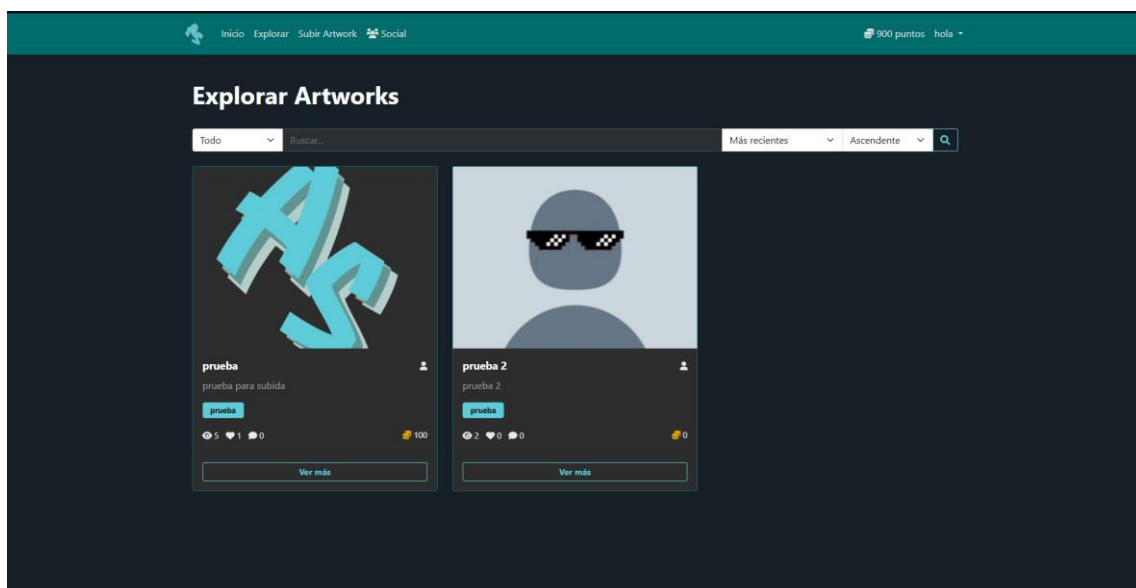 Inicio Explorar Subir Artwork Social 900 puntos hola
Explorar Artworks
Todo Buscar... Más recientes Ascendente
AS
prueba
prueba para subida
prueba
5 1 0 100
Ver más
prueba 2
prueba 2
prueba
2 0 0 0
Ver más